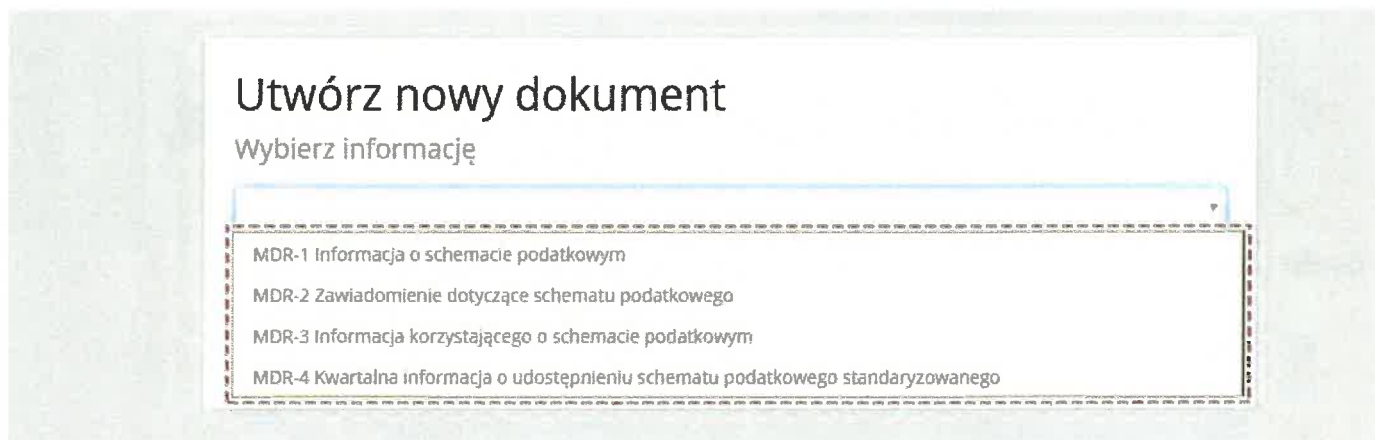 Utwórz nowy dokument
Wybierz informację
MDR-1 Informacja o schemacie podatkowym
MDR-2 Zawiadomienie dotyczące schematu podatkowego
MDR-3 Informacja korzystającego o schemacie podatkowym
MDR-4 Kwartalna informacja o udostępnieniu schematu podatkowego standaryzowanego